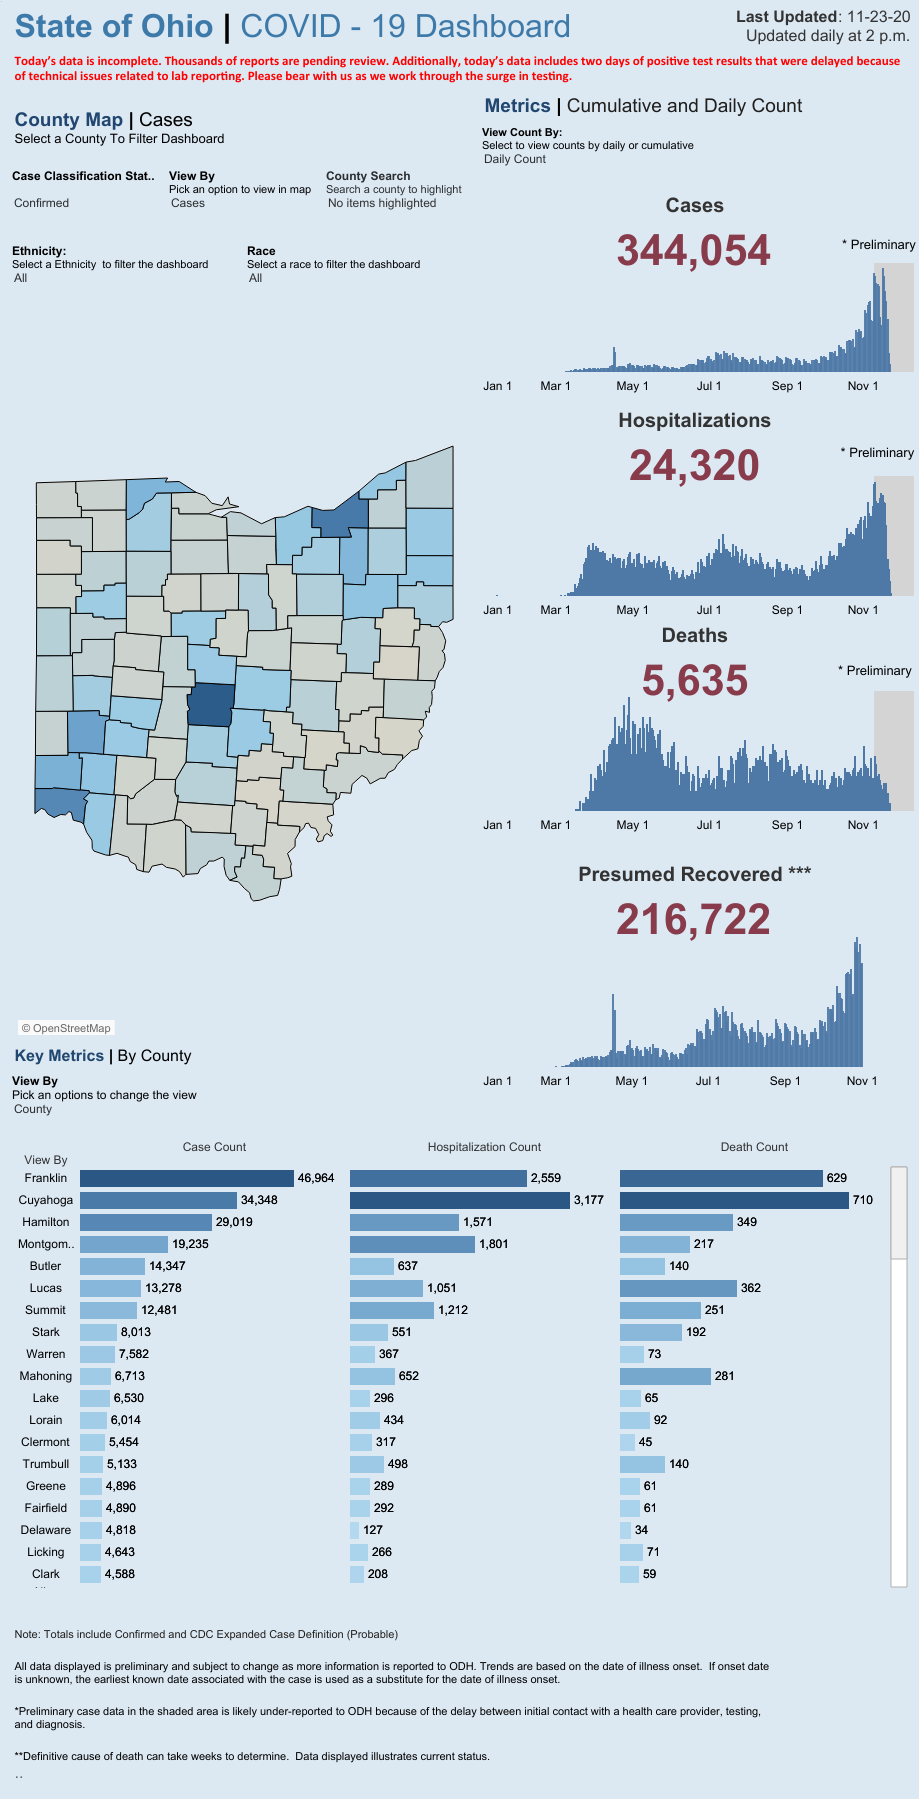 State of Ohio | COVID - 19 Dashboard
Last Updated: 11-23-20
Updated daily at 2 p.m.
Today's data is incomplete. Thousands of reports are pending review. Additionally, today's data includes two days of positive test results that were delayed because
of technical issues related to lab reporting. Please bear with us as we work through the surge in testing.
County Map | Cases
Select a County To Filter Dashboard
Case Classification Stat..
Confirmed
View By
Pick an option to view in map
Cases
County Search
Search a county to highlight
No items highlighted
Ethnicity:
Select a Ethnicity to filter the dashboard
All
Race
Select a race to filter the dashboard
All
© OpenStreetMap
Metrics | Cumulative and Daily Count
View Count By:
Select to view counts by daily or cumulative
Daily Count
Cases
344,054
* Preliminary
Jan 1 Mar 1 May 1 Jul 1 Sep 1 Nov 1
Hospitalizations
24,320
* Preliminary
Jan 1 Mar 1 May 1 Jul 1 Sep 1 Nov 1
Deaths
5,635
* Preliminary
Jan 1 Mar 1 May 1 Jul 1 Sep 1 Nov 1
Presumed Recovered ***
216,722
Jan 1 Mar 1 May 1 Jul 1 Sep 1 Nov 1
Key Metrics | By County
View By
Pick an options to change the view
County
Case Count Hospitalization Count Death Count
View By
Franklin 46,964 2,559 629
Cuyahoga 34,348 3,177 710
Hamilton 29,019 1,571 349
Montgom.. 19,235 1,801 217
Butler 14,347 637 140
Lucas 13,278 1,051 362
Summit 12,481 1,212 251
Stark 8,013 551 192
Warren 7,582 367 73
Mahoning 6,713 652 281
Lake 6,530 296 65
Lorain 6,014 434 92
Clermont 5,454 317 45
Trumbull 5,133 498 140
Greene 4,896 289 61
Fairfield 4,890 292 61
Delaware 4,818 127 34
Licking 4,643 266 71
Clark 4,588 208 59
Note: Totals include Confirmed and CDC Expanded Case Definition (Probable)
All data displayed is preliminary and subject to change as more information is reported to ODH. Trends are based on the date of illness onset. If onset date
is unknown, the earliest known date associated with the case is used as a substitute for the date of illness onset.
*Preliminary case data in the shaded area is likely under-reported to ODH because of the delay between initial contact with a health care provider, testing,
and diagnosis.
**Definitive cause of death can take weeks to determine. Data displayed illustrates current status.
..